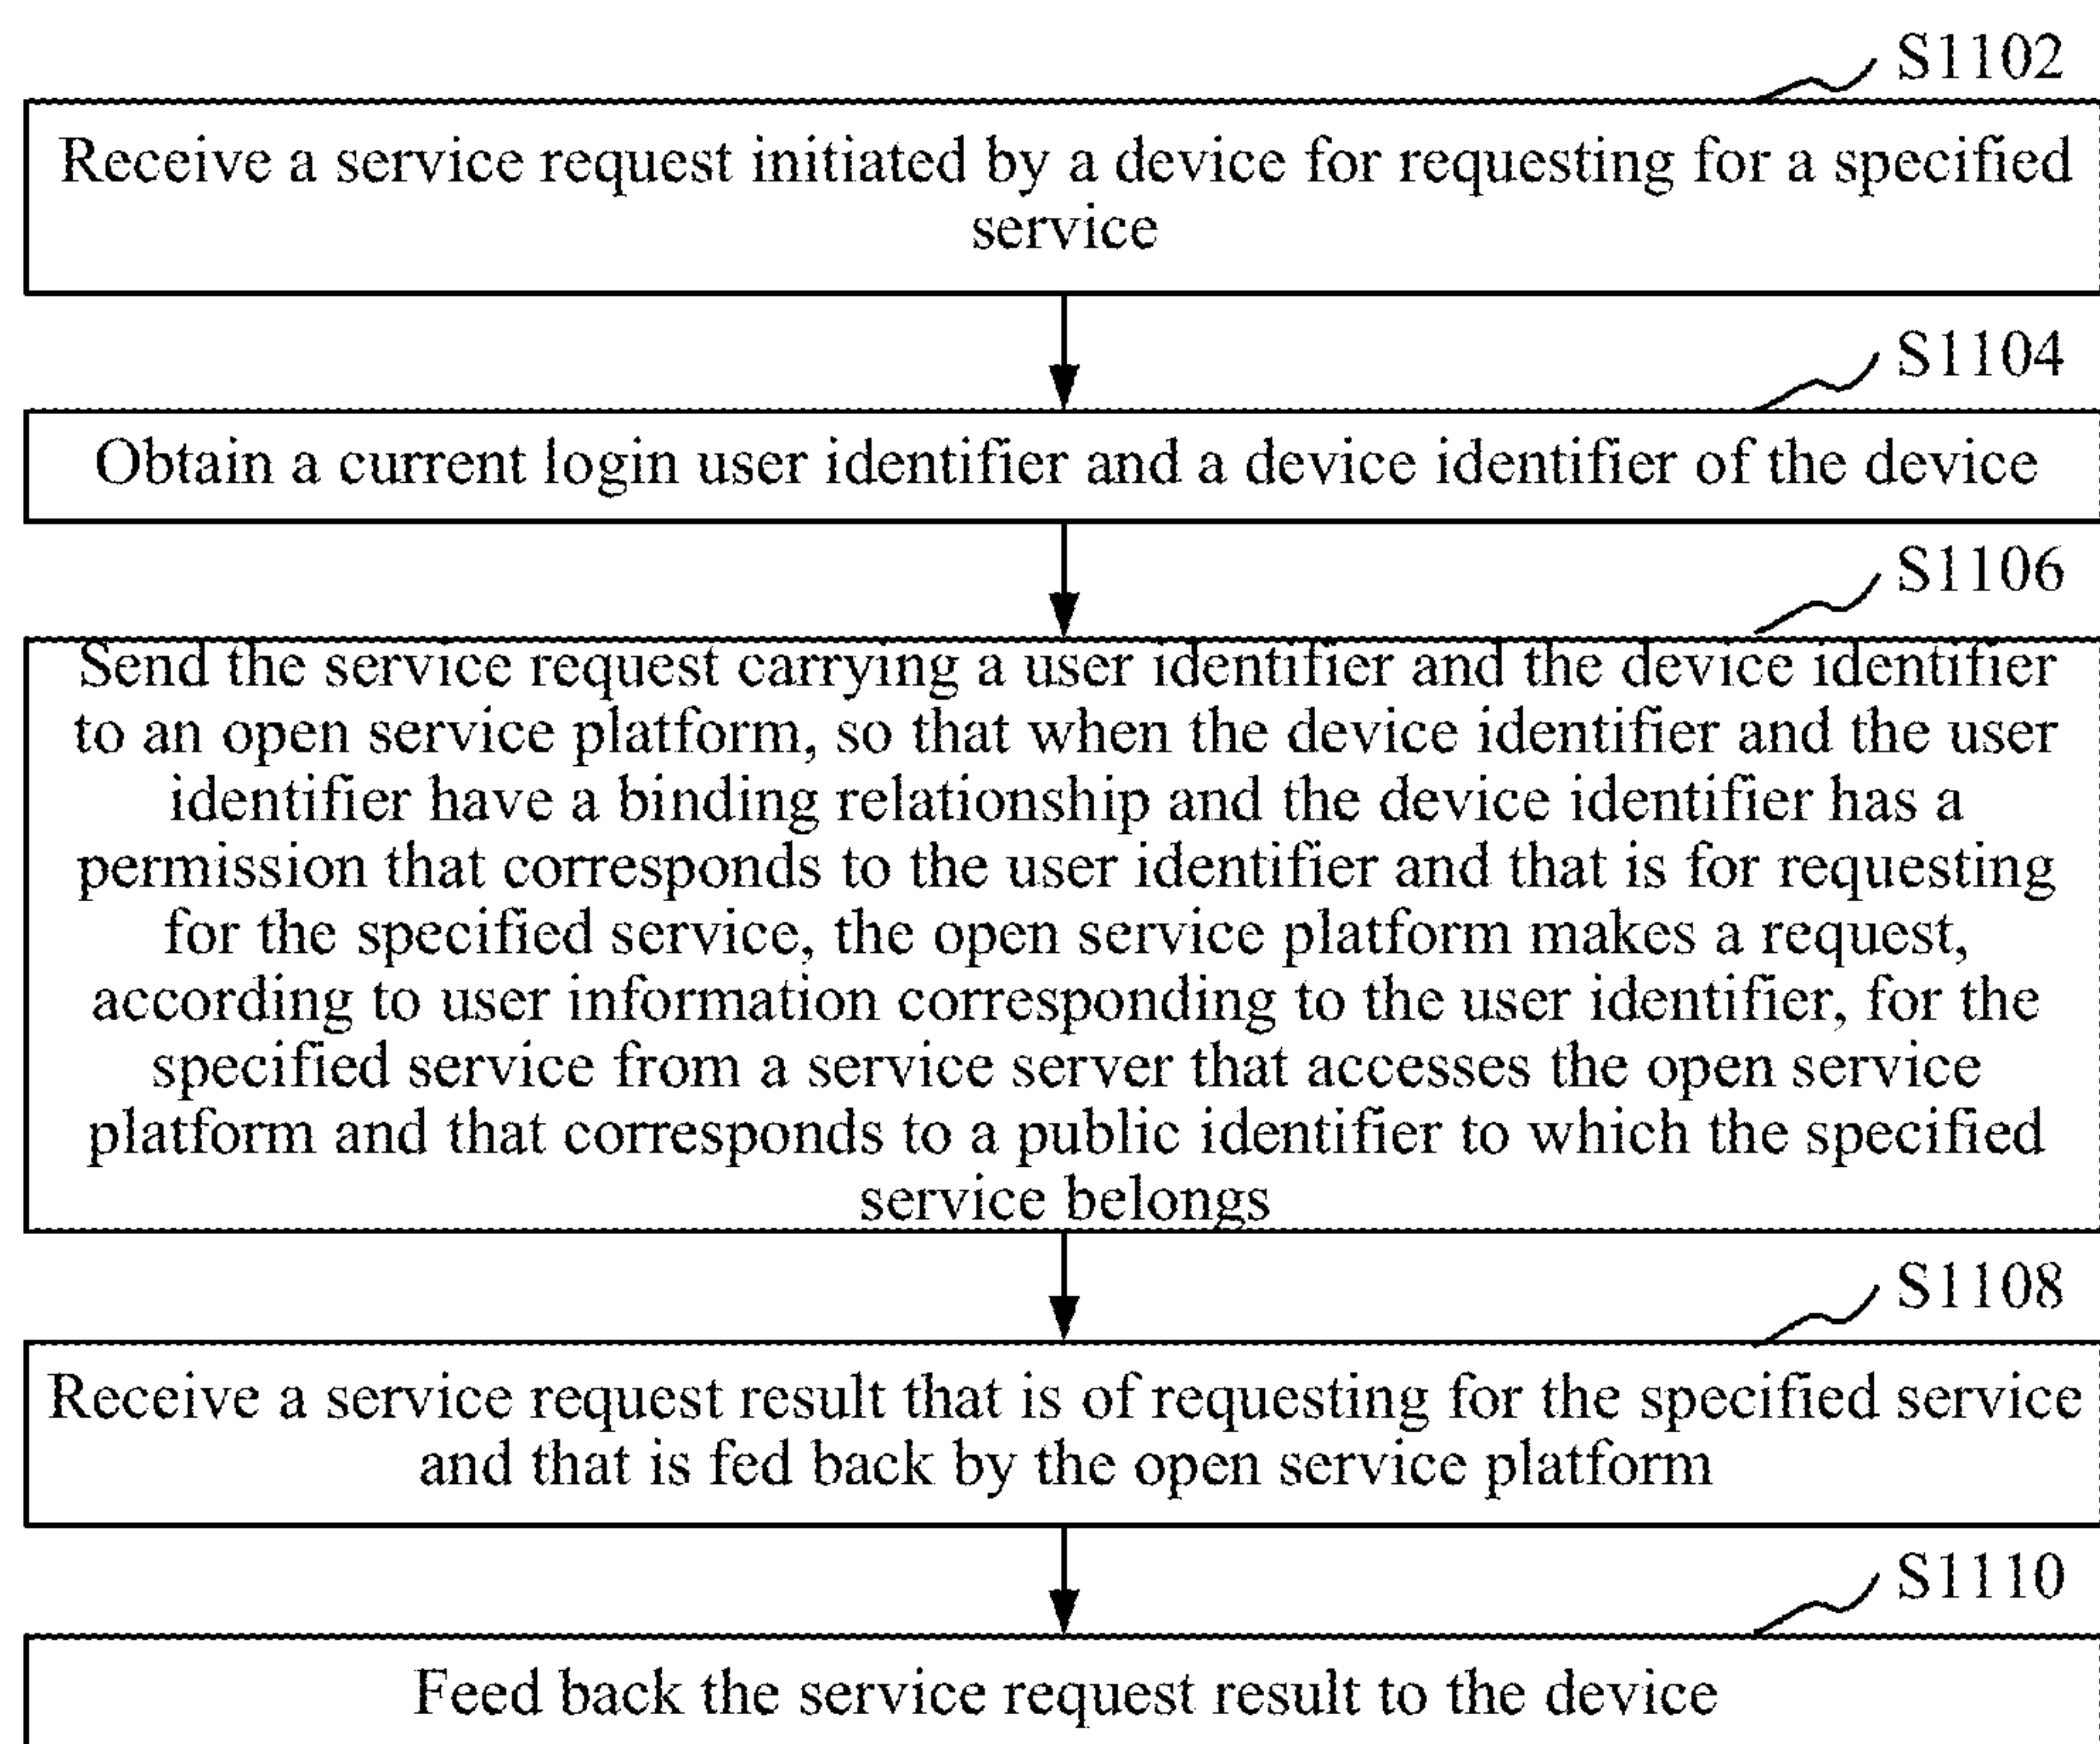 S1102
Receive a service request initiated by a device for requesting for a specified
service
S1104
Obtain a current login user identifier and a device identifier of the device
S1106
Send the service request carrying a user identifier and the device identifier
to an open service platform, so that when the device identifier and the user
identifier have a binding relationship and the device identifier has a
permission that corresponds to the user identifier and that is for requesting
for the specified service, the open service platform makes a request,
according to user information corresponding to the user identifier, for the
specified service from a service server that accesses the open service
platform and that corresponds to a public identifier to which the specified
service belongs
S1108
Receive a service request result that is of requesting for the specified service
and that is fed back by the open service platform
S1110
Feed back the service request result to the device